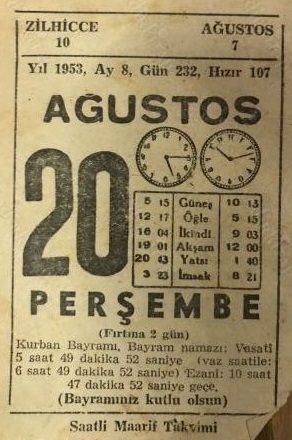 ZİLHİCCE AĞUSTOS
10 7
Yıl 1953, Ay 8, Gün 232, Hızır 107
AĞUSTOS
20
5 15 Güneş 10 13
12 17 Öğle 5 15
16 04 İkindi 9 03
19 01 Akşam 12 00
20 43 Yatsı 1 40
3 23 İmsak 8 21
PERŞEMBE
(Fırtına 2 gün)
Kurban Bayramı, Bayram namazı: Vasati
5 saat 49 dakika 52 saniye (vaz saatile:
6 saat 49 dakika 52 saniye) Ezani: 10 saat
47 dakika 52 saniye geçe.
(Bayramınız kutlu olsun)
Saatli Maarif Takvimi